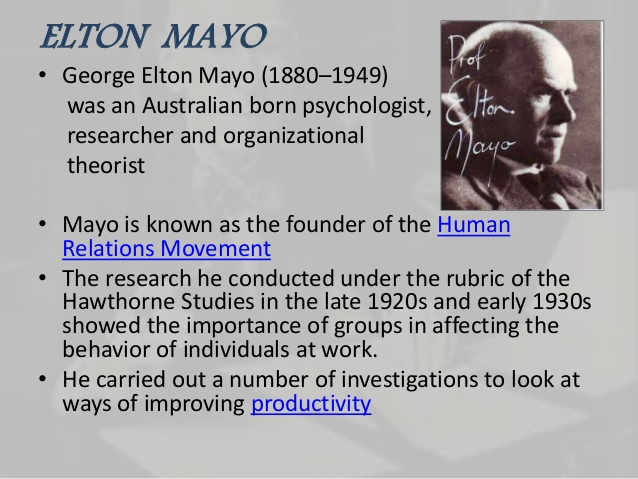 ELTON MAYO
• George Elton Mayo (1880–1949)
was an Australian born psychologist,
researcher and organizational
theorist
Prof
Elton
Mayo
• Mayo is known as the founder of the Human
Relations Movement
• The research he conducted under the rubric of the
Hawthorne Studies in the late 1920s and early 1930s
showed the importance of groups in affecting the
behavior of individuals at work.
• He carried out a number of investigations to look at
ways of improving productivity